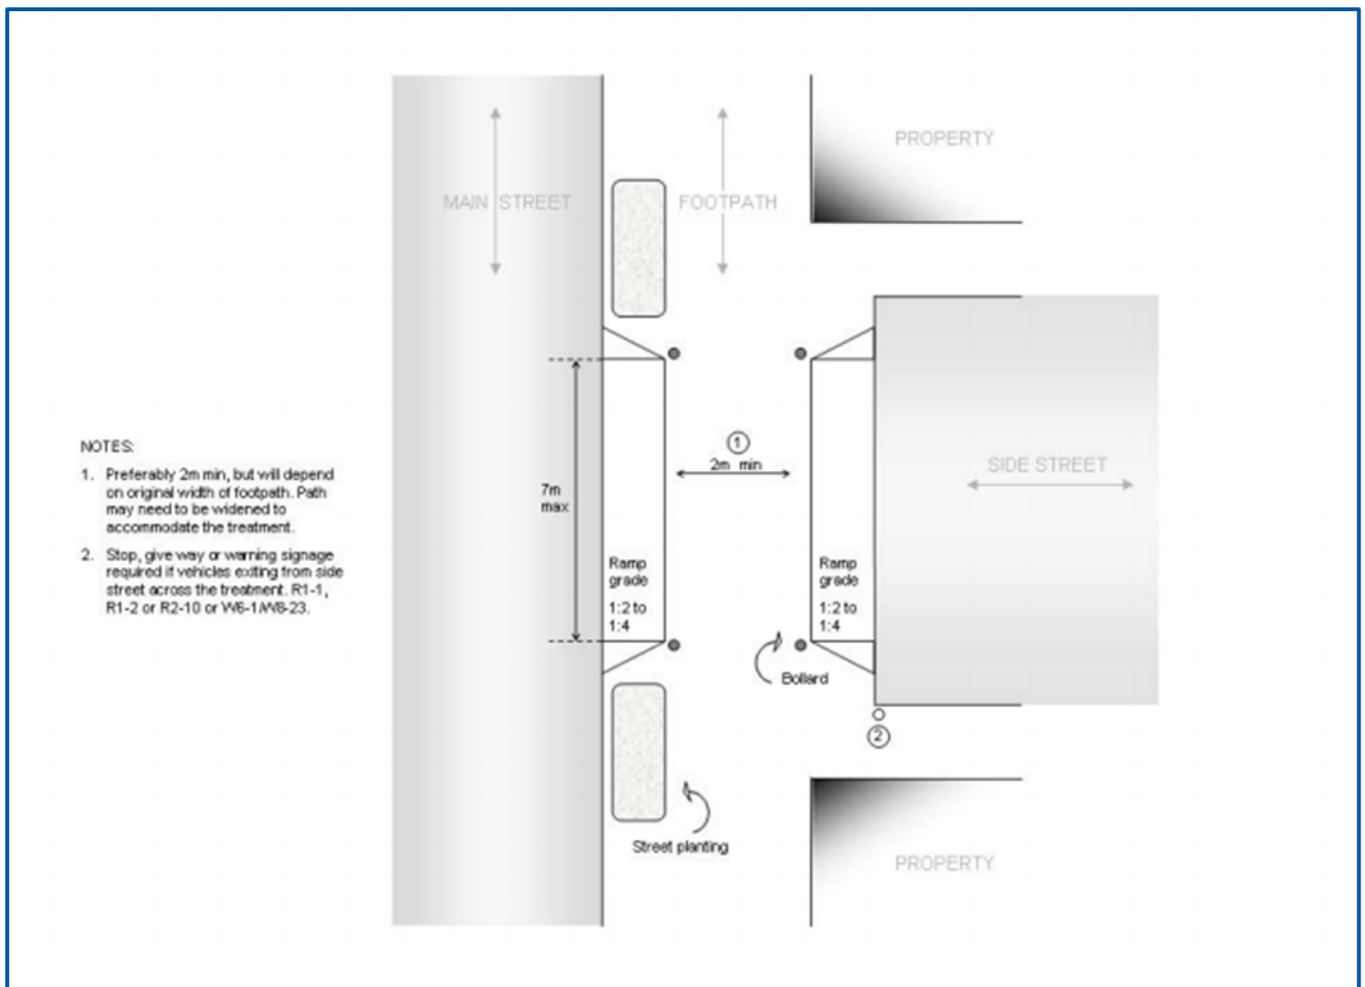 PROPERTY
MAIN STREET
FOOTPATH
NOTES:
1. Preferably 2m min, but will depend
on original width of footpath. Path
may need to be widened to
accommodate the treatment.
2. Stop, give way or warning signage
required if vehicles exiting from side
street across the treatment. R1-1,
R1-2 or R2-10 or W6-1/W8-23.
1
2m min
SIDE STREET
7m
max
Ramp
grade
1:2 to
1:4
Ramp
grade
1:2 to
1:4
Bollard
2
Street planting
PROPERTY